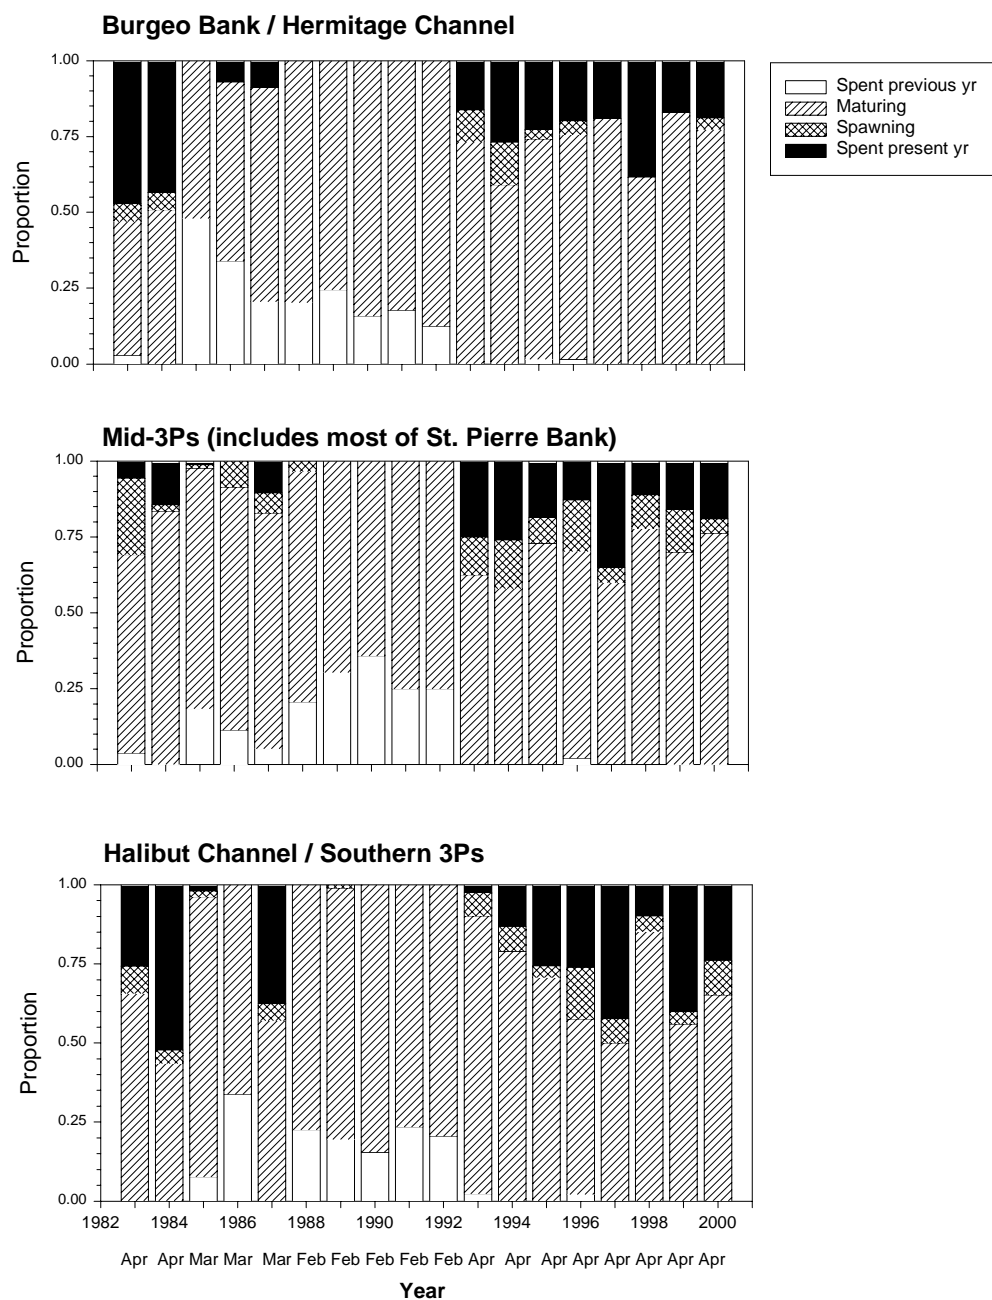 Burgeo Bank / Hermitage Channel
1.00
0.75
0.50
0.25
0.00
Proportion
Spent previous yr
Maturing
Spawning
Spent present yr
Mid-3Ps (includes most of St. Pierre Bank)
1.00
0.75
0.50
0.25
0.00
Proportion
Halibut Channel / Southern 3Ps
1.00
0.75
0.50
0.25
0.00
Proportion
1982 1984 1986 1988 1990 1992 1994 1996 1998 2000
Apr Apr Mar Mar Mar Feb Feb Feb Feb Feb Apr Apr Apr Apr Apr Apr Apr
Year